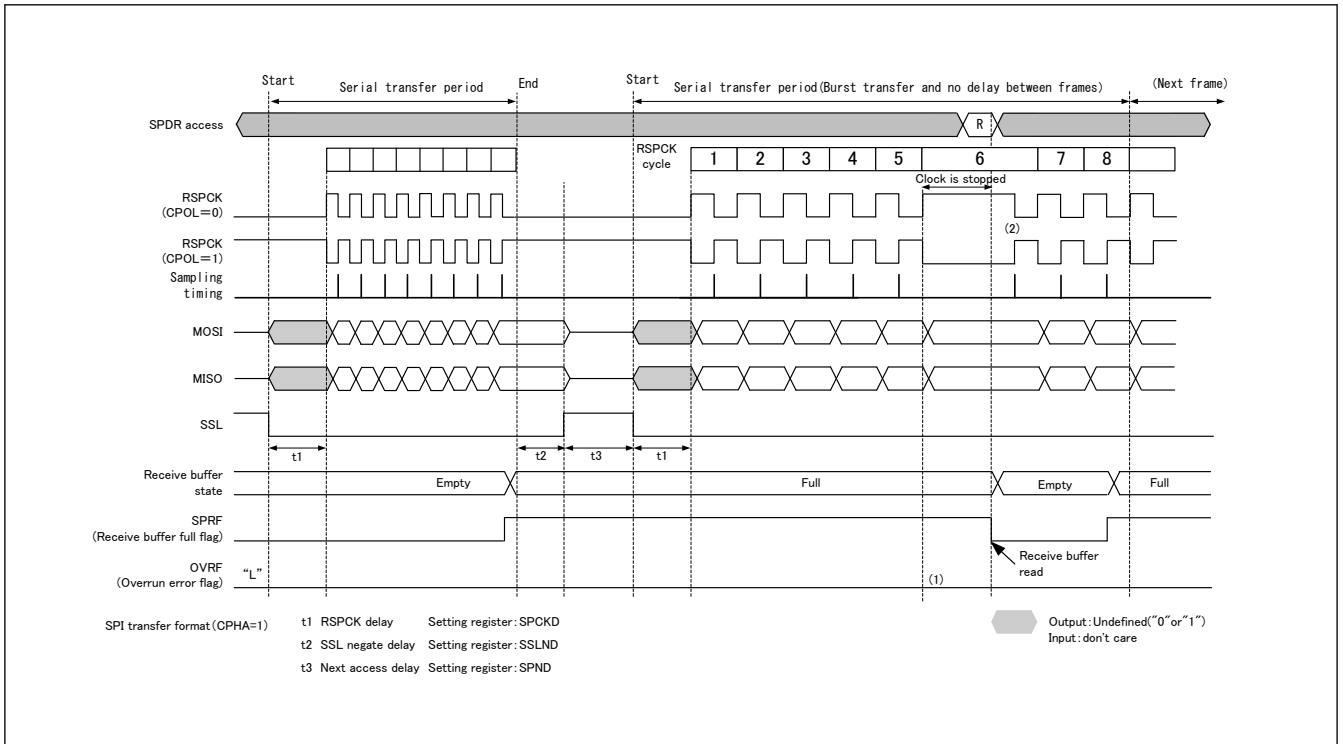 Start
Serial transfer period
End
Start
Serial transfer period(Burst transfer and no delay between frames)
(Next frame)
SPDR access
R
RSPCK
cycle
1 2 3 4 5 6 7 8
Clock is stopped
RSPCK
(CPOL=0)
(2)
RSPCK
(CPOL=1)
Sampling
timing
MOSI
MISO
SSL
t1 t2 t3 t1
Receive buffer
state
Empty Full Empty Full
SPRF
(Receive buffer full flag)
Receive buffer
read
OVRF
(Overrun error flag)
“L”
(1)
SPI transfer format(CPHA=1)
t1 RSPCK delay Setting register:SPCKD
t2 SSL negate delay Setting register:SSLND
t3 Next access delay Setting register:SPND
Output:Undefined("0"or"1")
Input:don't care